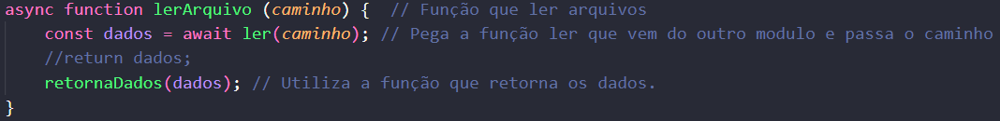 async function lerArquivo (caminho) {  // Função que ler arquivos
    const dados = await ler(caminho); // Pega a função ler que vem do outro modulo e passa o caminho
    //return dados;
    retornaDados(dados); // Utiliza a função que retorna os dados.
}